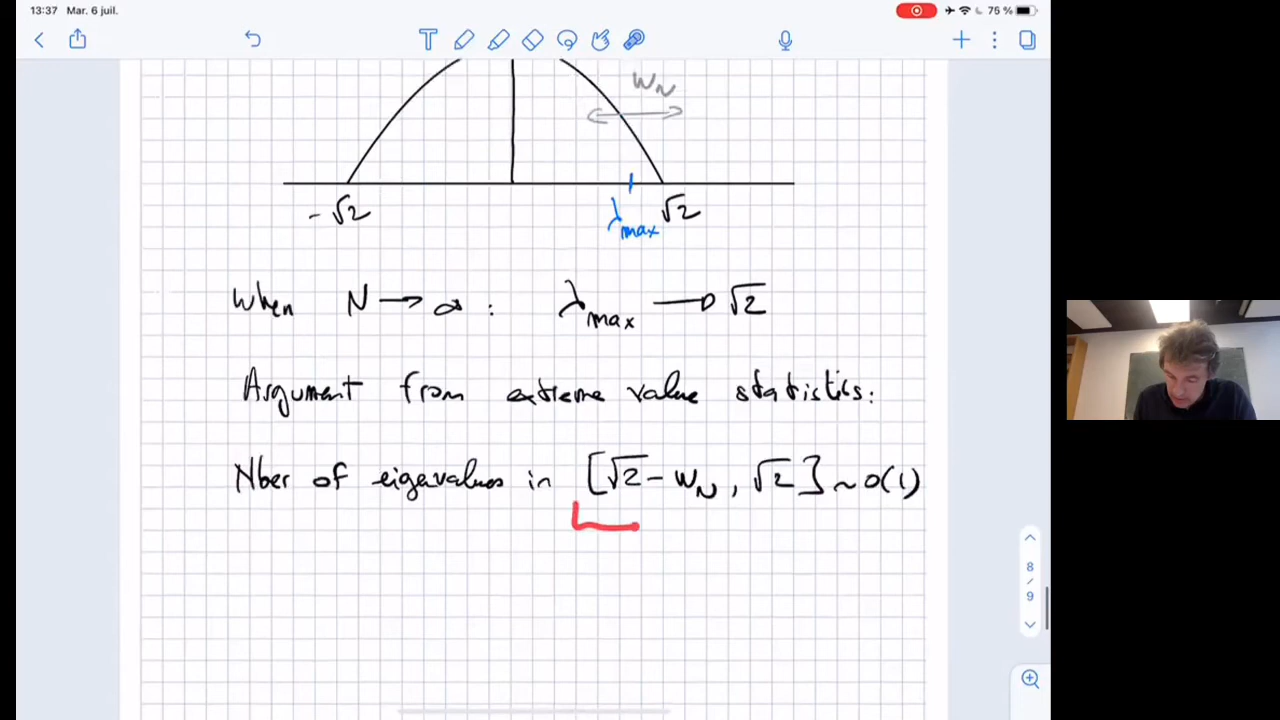 13:37 Mar. 6 juil. 75 %
W_N
-√2 λ_max √2
When N → ∞ : λ_max → √2
Argument from extreme value statistics:
Nber of eigavalues in [√2 - w_N, √2] ~ O(1)
8
/
9